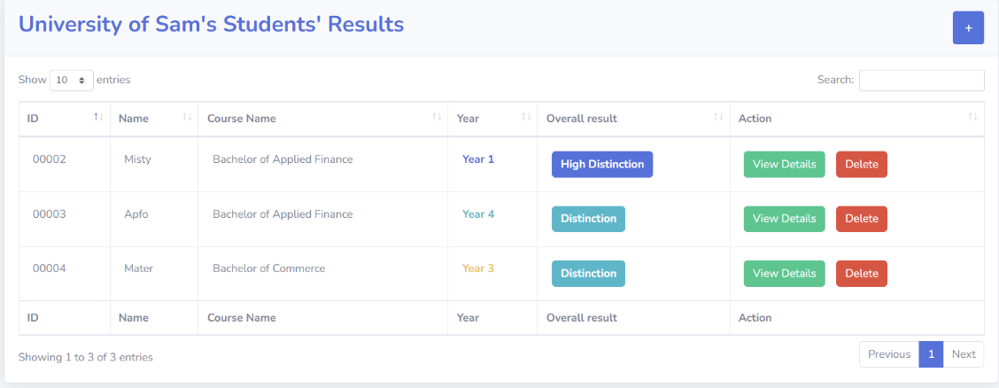 University of Sam's Students' Results
+
Show 10 entries
Search:
ID Name Course Name Year Overall result Action
00002 Misty Bachelor of Applied Finance Year 1 High Distinction View Details Delete
00003 Apfo Bachelor of Applied Finance Year 4 Distinction View Details Delete
00004 Mater Bachelor of Commerce Year 3 Distinction View Details Delete
ID Name Course Name Year Overall result Action
Showing 1 to 3 of 3 entries
Previous 1 Next